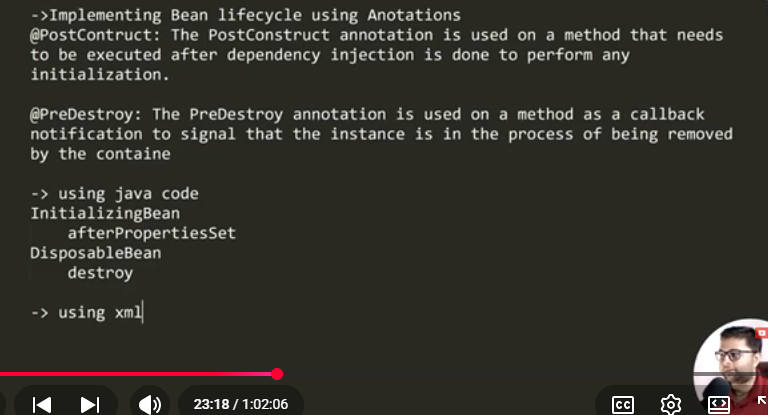 ->Implementing Bean lifecycle using Anotations
@PostContruct: The PostConstruct annotation is used on a method that needs
to be executed after dependency injection is done to perform any
initialization.
@PreDestroy: The PreDestroy annotation is used on a method as a callback
notification to signal that the instance is in the process of being removed
by the containe
-> using java code
InitializingBean
afterPropertiesSet
DisposableBean
destroy
-> using xml
23:18 / 1:02:06
CC